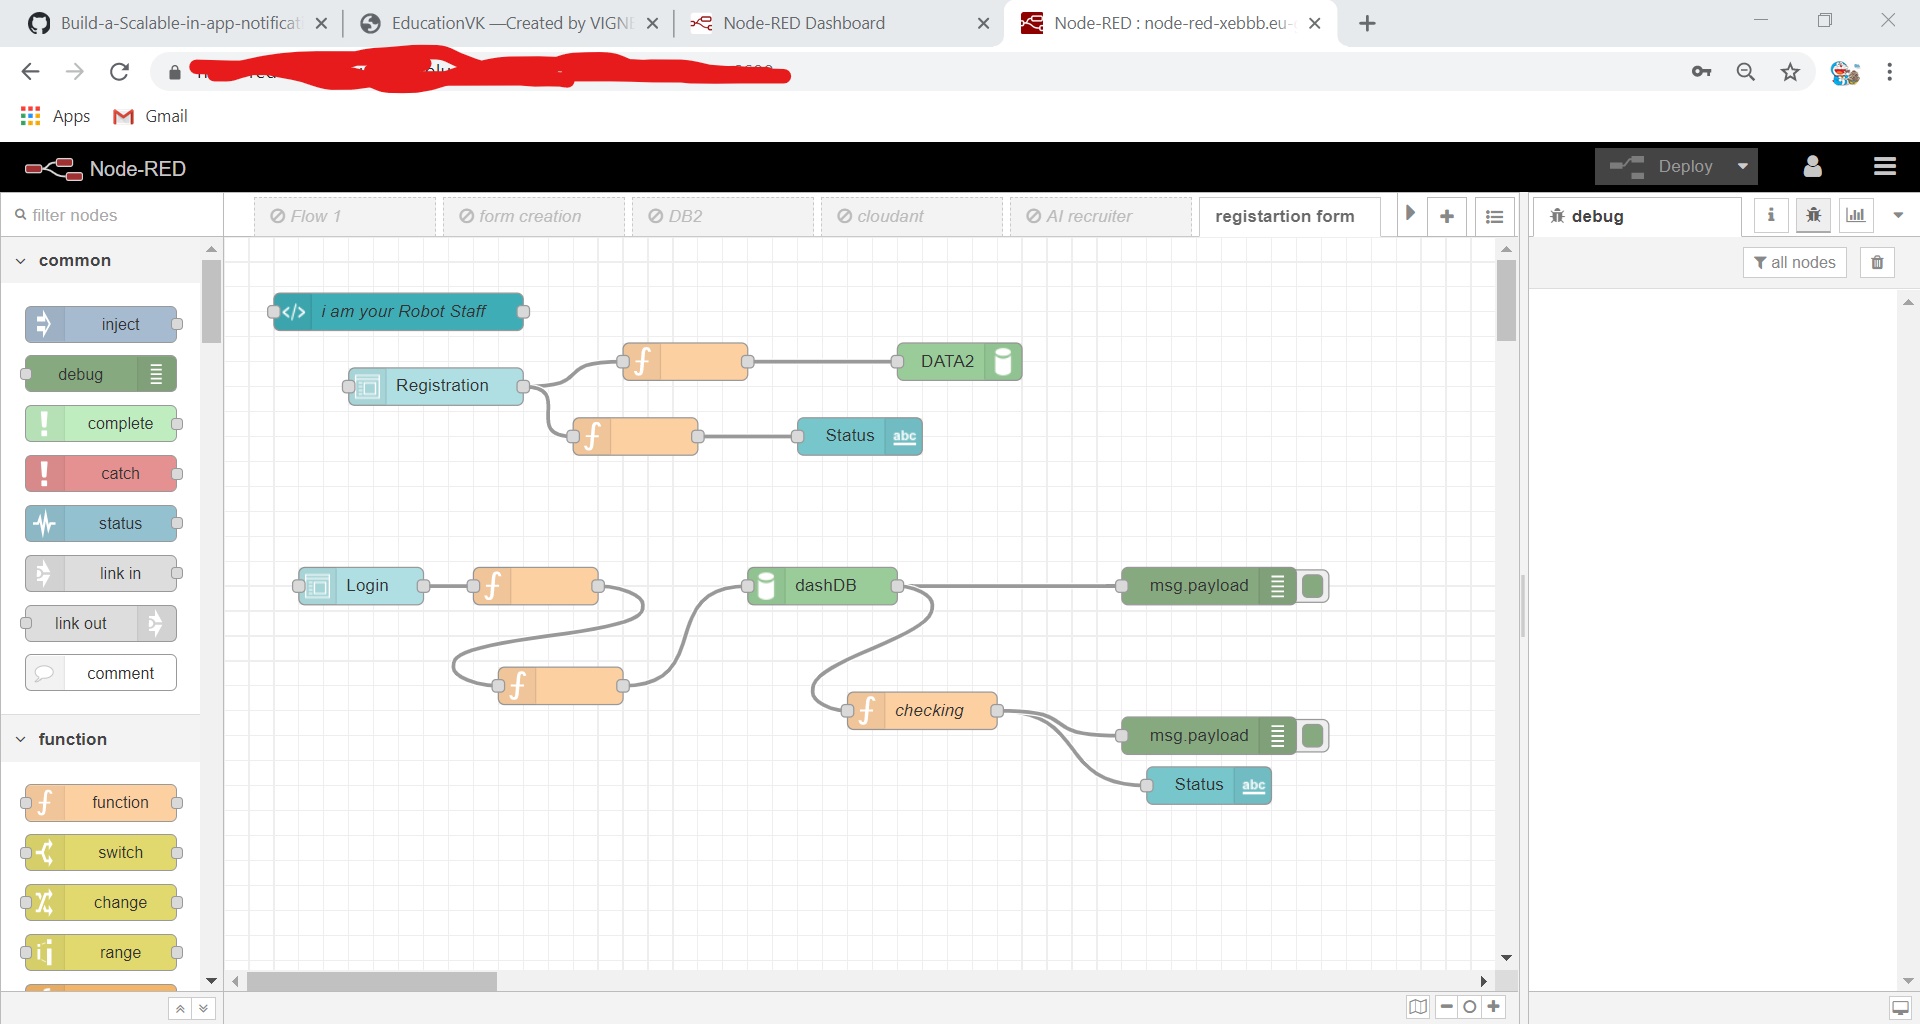 Build-a-Scalable-in-app-notificat
EducationVK —Created by VIGNE
Node-RED Dashboard
Node-RED : node-red-xebbb.eu-
Apps
Gmail
Node-RED
Deploy
filter nodes
Flow 1
form creation
DB2
cloudant
AI recruiter
registartion form
debug
all nodes
common
inject
debug
complete
catch
status
link in
link out
comment
function
function
switch
change
range
i am your Robot Staff
Registration
DATA2
Status
abc
Login
dashDB
msg.payload
checking
msg.payload
Status
abc